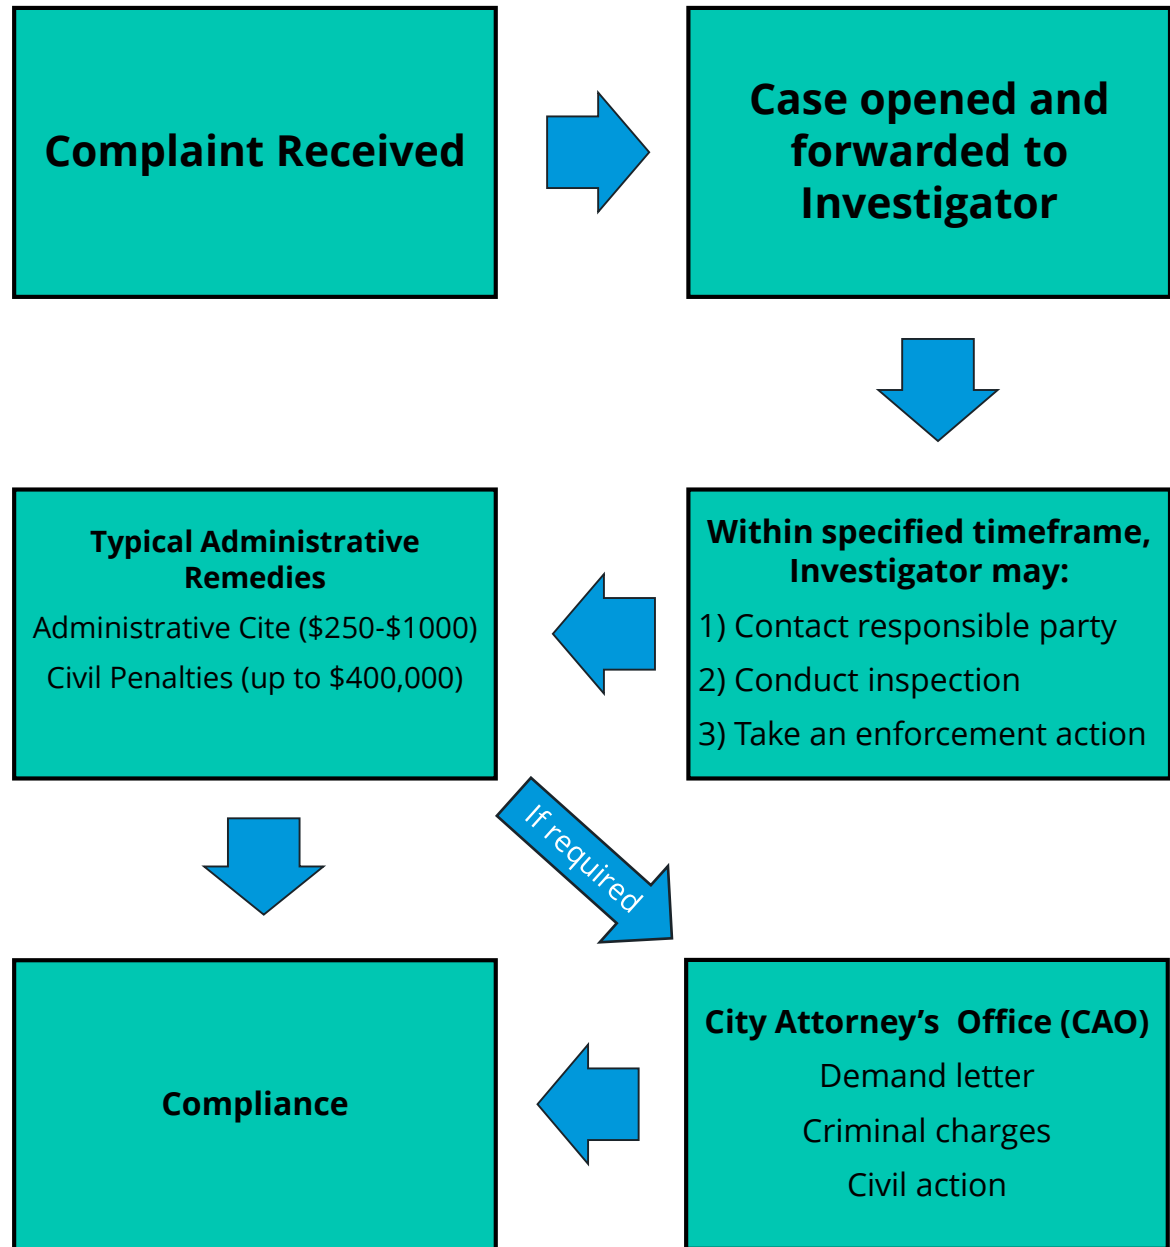 Complaint Received
Case opened and
forwarded to
Investigator
Within specified timeframe,
Investigator may:
1) Contact responsible party
2) Conduct inspection
3) Take an enforcement action
Typical Administrative
Remedies
Administrative Cite ($250-$1000)
Civil Penalties (up to $400,000)
If required
City Attorney’s  Office (CAO)
Demand letter
Criminal charges
Civil action
Compliance